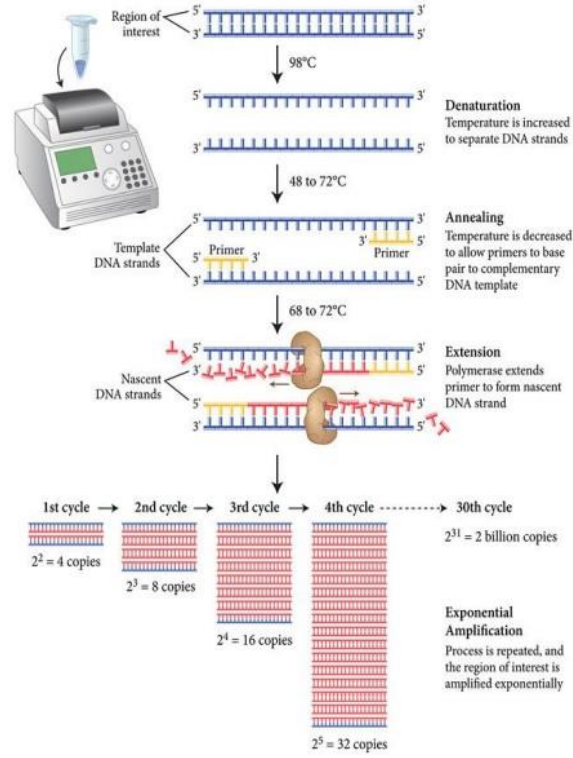 Region of
interest
5′ 3′
3′ 5′
98°C
5′ 3′
3′ 5′
Denaturation
Temperature is increased
to separate DNA strands
48 to 72°C
5′ 3′
3′ 5′
Primer
Template
DNA strands
Primer
5′ 3′
3′ 5′
Annealing
Temperature is decreased
to allow primers to base
pair to complementary
DNA template
68 to 72°C
5′ 3′
3′ 5′
Nascent
DNA strands
5′ 3′
3′ 5′
Extension
Polymerase extends
primer to form nascent
DNA strand
1st cycle 2nd cycle 3rd cycle 4th cycle 30th cycle
2² = 4 copies
2³ = 8 copies
2⁴ = 16 copies
2⁵ = 32 copies
2³¹ = 2 billion copies
Exponential
Amplification
Process is repeated, and
the region of interest is
amplified exponentially